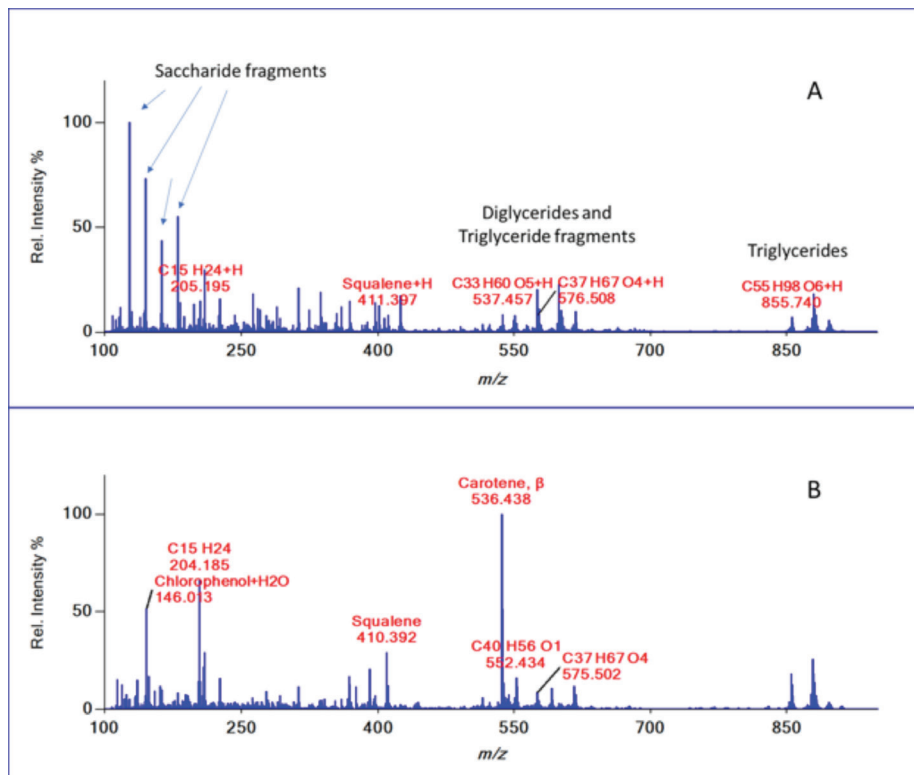 Saccharide fragments
A
100
50
0
Rel. Intensity %
C15 H24+H
205.195
Squalene+H
411.397
Diglycerides and
Triglyceride fragments
C33 H60 O5+H
537.457
C37 H67 O4+H
576.508
Triglycerides
C55 H98 O6+H
855.740
100
250
400
550
700
850
m/z
B
100
50
0
Rel. Intensity %
Carotene, β
536.438
C15 H24
204.185
Chlorophenol+H2O
146.013
Squalene
410.392
C40 H56 O1
552.434
C37 H67 O4
575.502
100
250
400
550
700
850
m/z